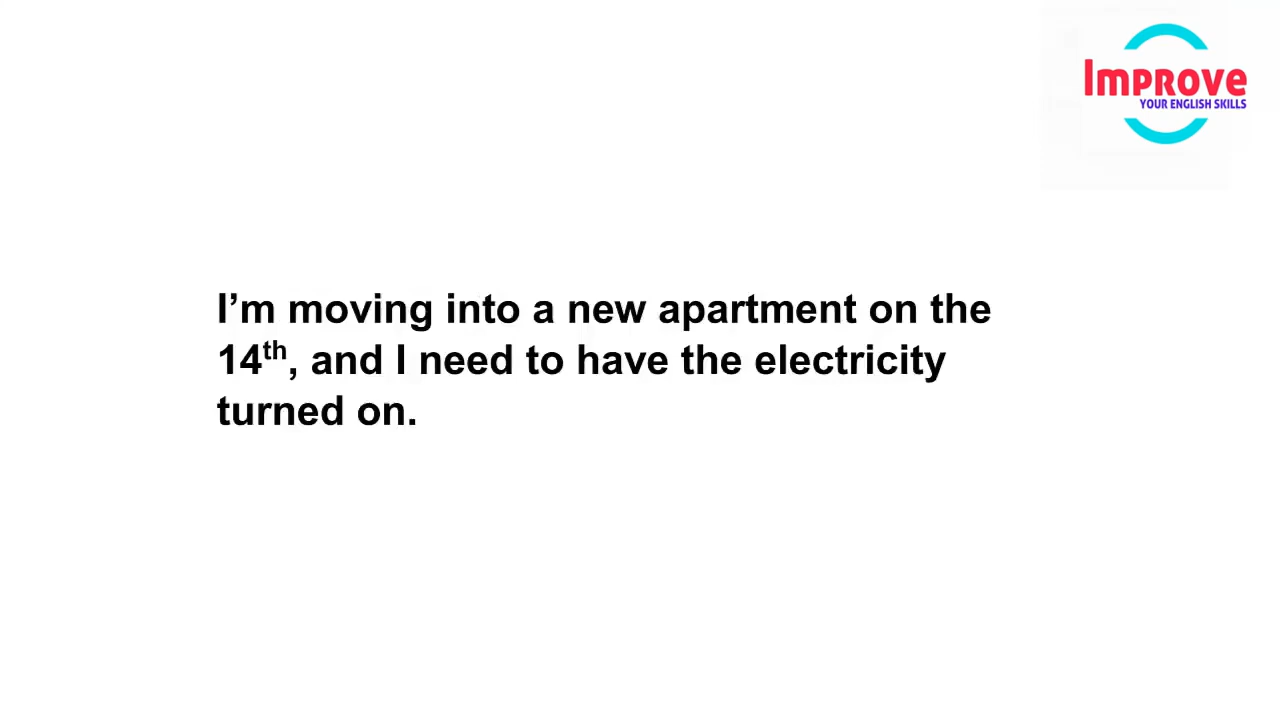 Improve
YOUR ENGLISH SKILLS
I’m moving into a new apartment on the
14th, and I need to have the electricity
turned on.